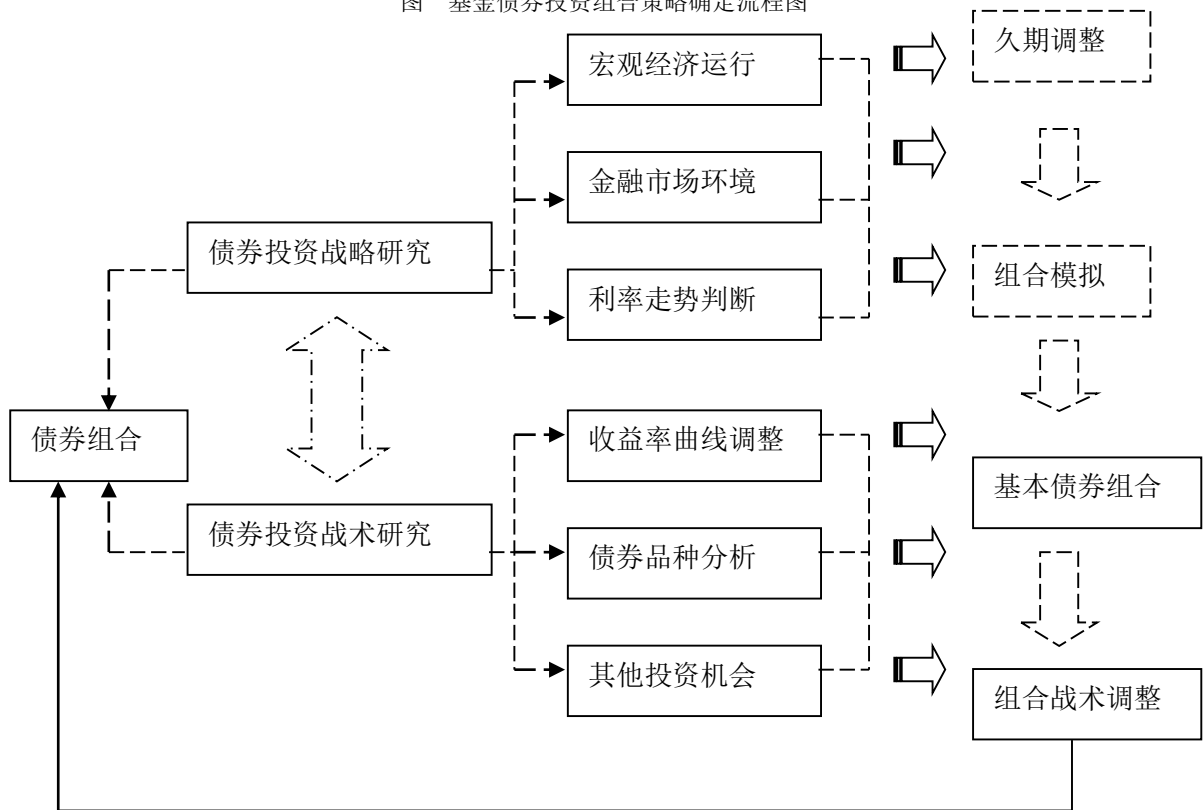 图 基金债券投资组合策略确定流程图
宏观经济运行
久期调整
金融市场环境
债券投资战略研究
利率走势判断
组合模拟
债券组合
收益率曲线调整
基本债券组合
债券投资战术研究
债券品种分析
其他投资机会
组合战术调整